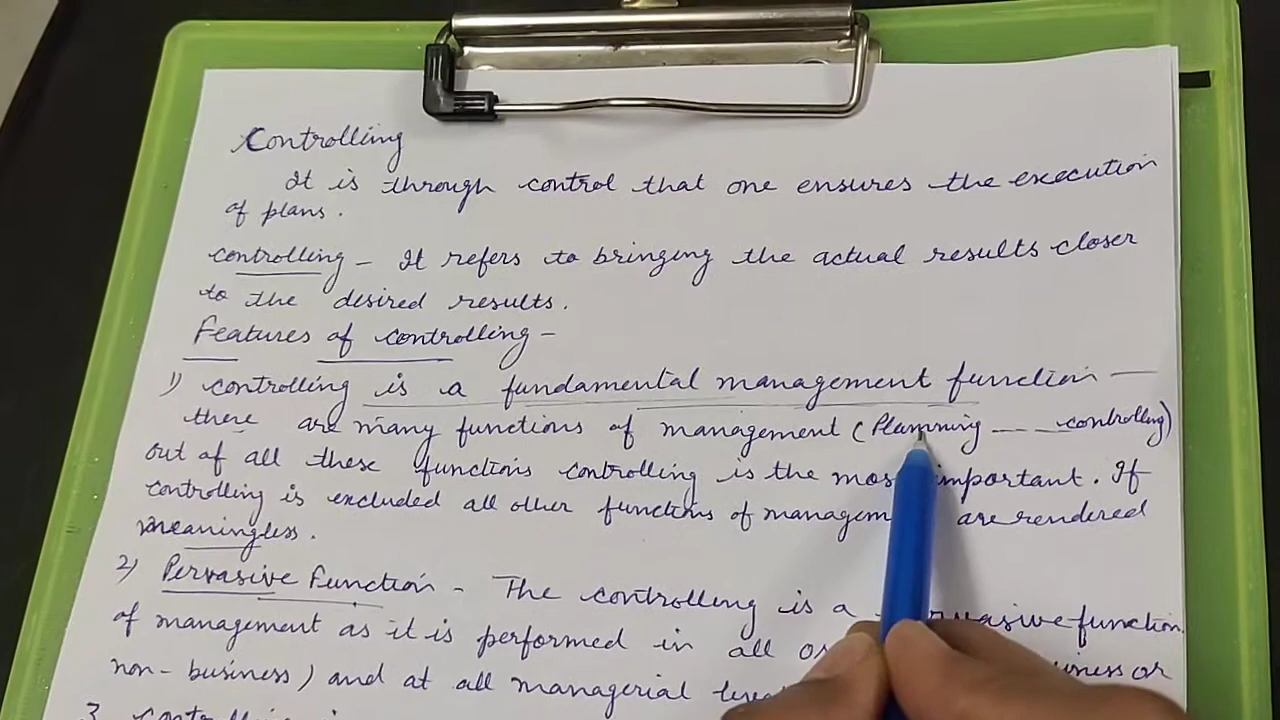 Controlling
It is through control that one ensures the execution
of plans.
controlling - It refers to bringing the actual results closer
to the desired results.
Features of controlling -
1) controlling is a fundamental management function -
there are many functions of management (Planning --- controlling)
out of all these functions controlling is the most important. If
controlling is excluded all other functions of managem are rendered
meaningless.
2) Pervasive Function - The controlling is a function
of management as it is performed in all
non-business) and at all managerial
3.